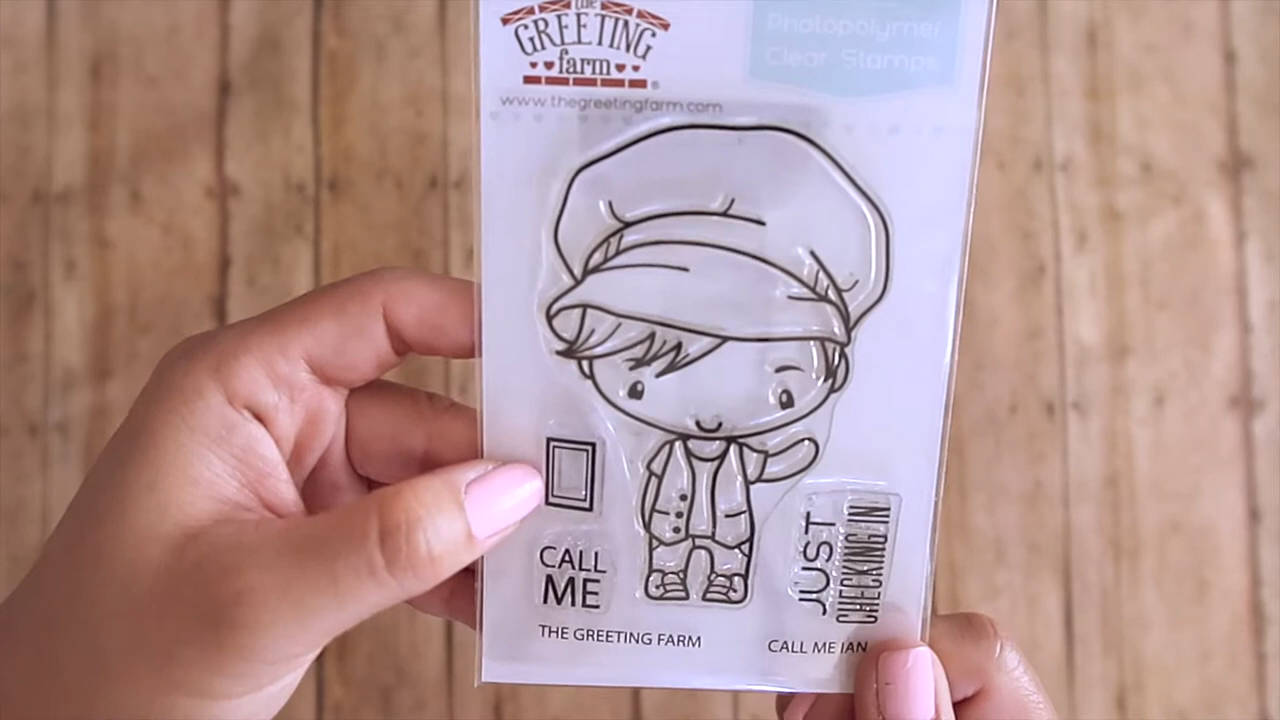 the
GREETING
farm
®
www.thegreetingfarm.com
Photopolymer
Clear Stamps
CALL
ME
JUST
CHECKING IN
THE GREETING FARM
CALL ME IAN